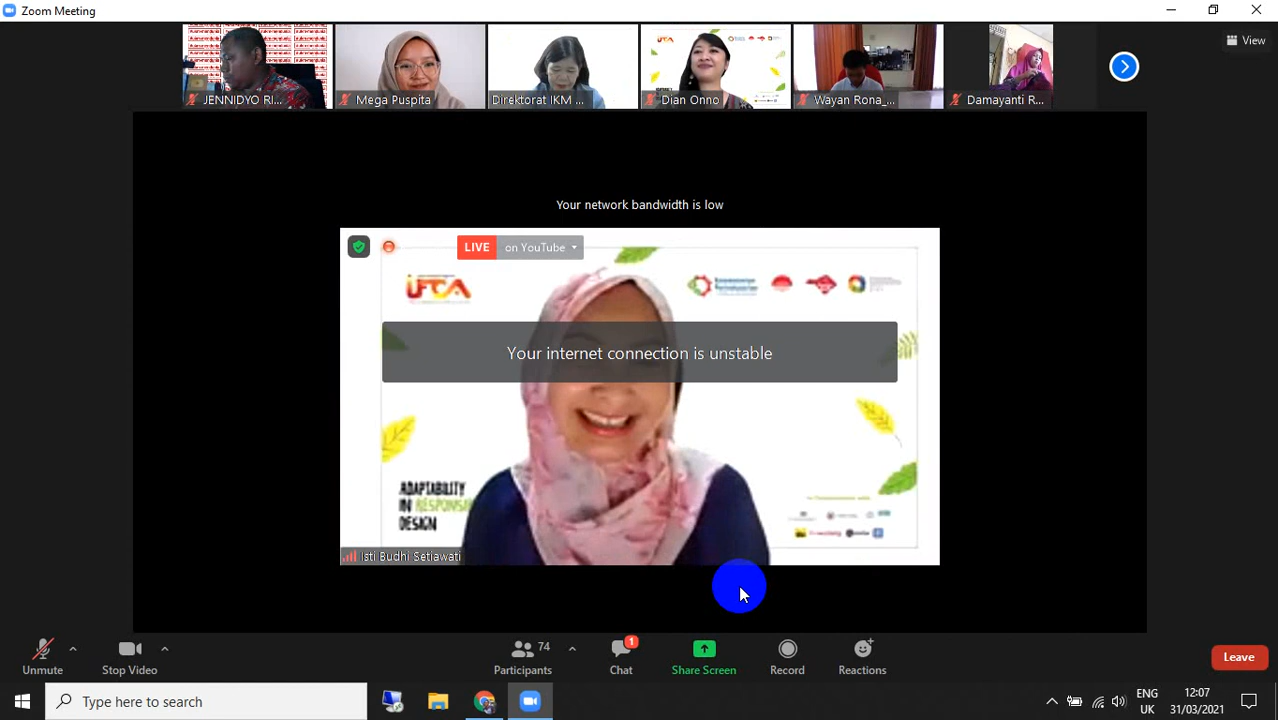 Zoom Meeting
View
JENNIDYO RI...
Mega Puspita
Direktorat IKM ...
Dian Onno
Wayan Rona_...
Damayanti R...
Your network bandwidth is low
LIVE on YouTube
IFCA
Your internet connection is unstable
ADAPTABILITY
IN RESPONSIV
DESIGN
Isti Budhi Setiawati
Unmute
Stop Video
74
Participants
1
Chat
Share Screen
Record
Reactions
Leave
Type here to search
ENG
UK
12:07
31/03/2021